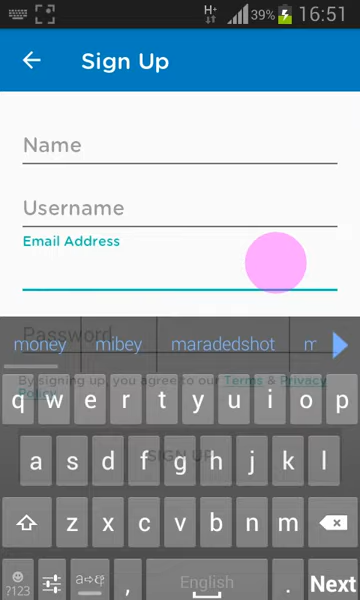 H+ 39% 16:51
Sign Up
Name
Username
Email Address
Password
money mibey maradedshot m
By signing up, you agree to our Terms & Privacy
Policy.
q w e r t y u i o p
SIGN UP
a s d f g h j k l
z x c v b n m
?123 a , English . Next